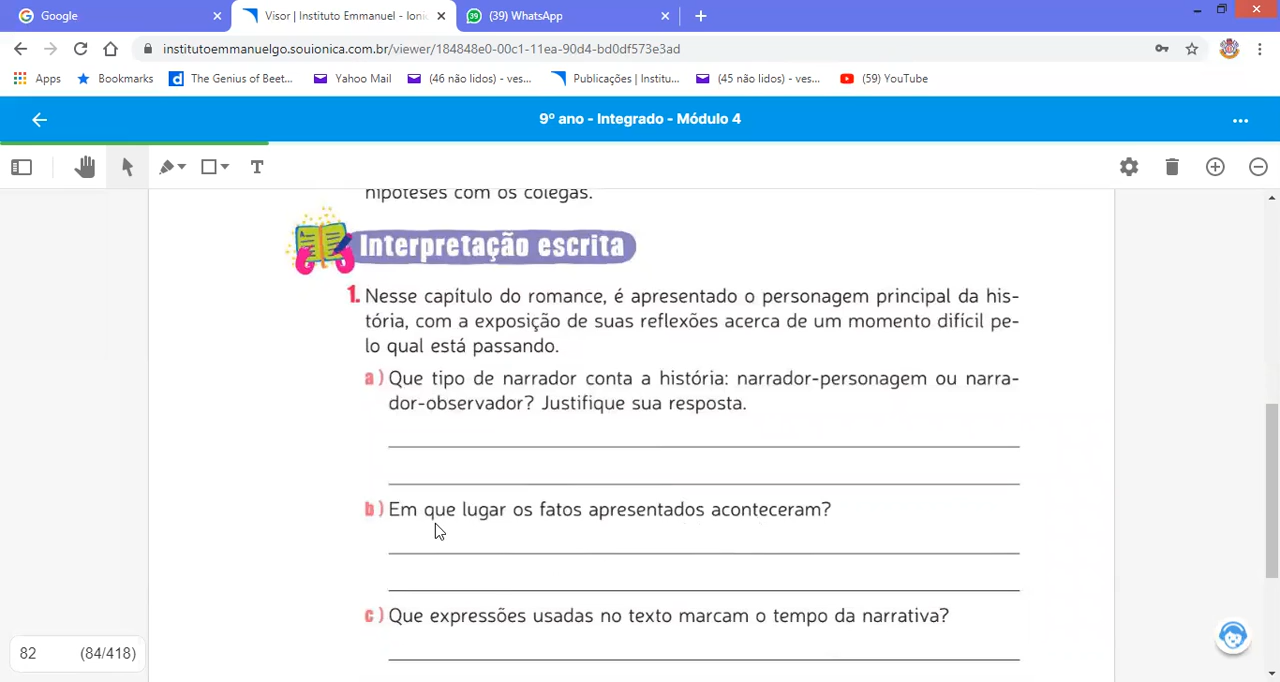 Google
Visor | Instituto Emmanuel - Ionic
(39) WhatsApp
institutoemmanuelgo.souionica.com.br/viewer/184848e0-00c1-11ea-90d4-bd0df573e3ad
Apps
Bookmarks
The Genius of Beet...
Yahoo Mail
(46 não lidos) - ves...
Publicações | Institu...
(45 não lidos) - ves...
(59) YouTube
9º ano - Integrado - Módulo 4
hipóteses com os colegas.
Interpretação escrita
1. Nesse capítulo do romance, é apresentado o personagem principal da his-
tória, com a exposição de suas reflexões acerca de um momento difícil pe-
lo qual está passando.
a) Que tipo de narrador conta a história: narrador-personagem ou narra-
dor-observador? Justifique sua resposta.
b) Em que lugar os fatos apresentados aconteceram?
c) Que expressões usadas no texto marcam o tempo da narrativa?
82 (84/418)